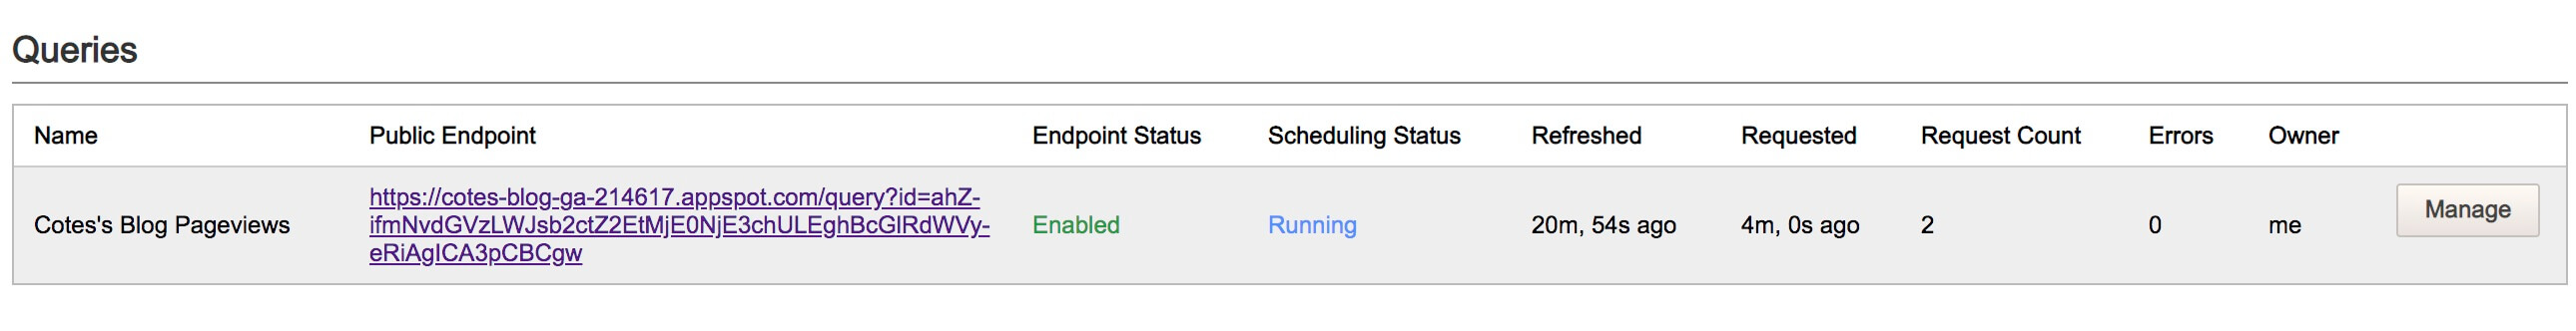 Queries
Name Public Endpoint Endpoint Status Scheduling Status Refreshed Requested Request Count Errors Owner
https://cotes-blog-ga-214617.appspot.com/query?id=ahZ-
Cotes's Blog Pageviews ifmNvdGVzLWJsb2ctZ2EtMjE0NjE3chULEghBcGlRdWVy- Enabled Running 20m, 54s ago 4m, 0s ago 2 0 me Manage
eRiAgICA3pCBCgw